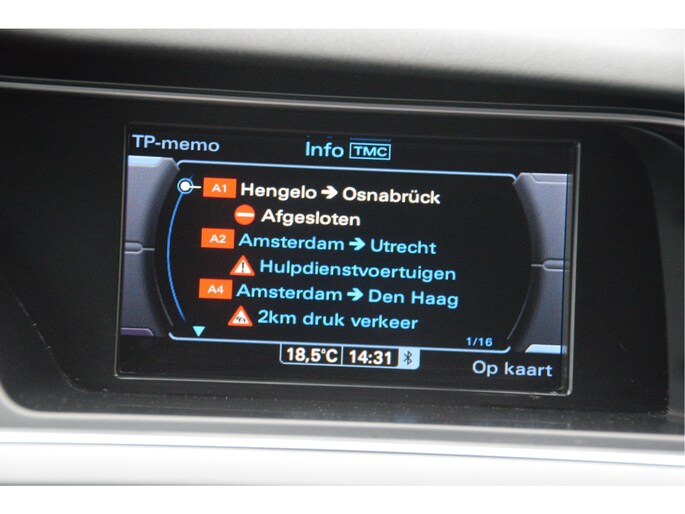 TP-memo
Info TMC
A1 Hengelo ➔ Osnabrück
Afgesloten
A2 Amsterdam ➔ Utrecht
Hulpdienstvoertuigen
A4 Amsterdam ➔ Den Haag
2km druk verkeer
1/16
18,5°C 14:31
Op kaart